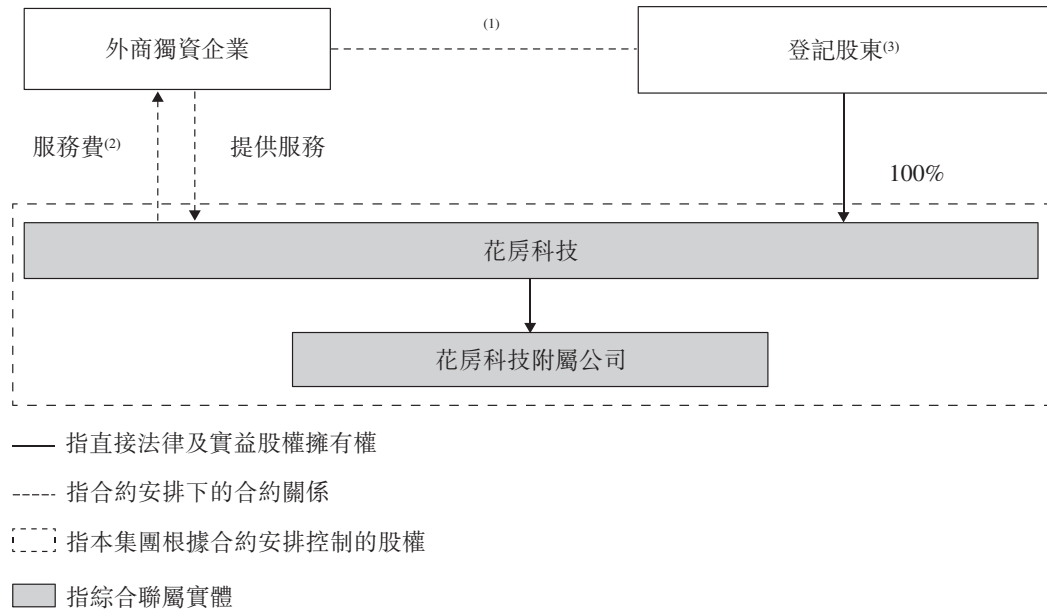 外商獨資企業
(1)
登記股東(3)
服務費(2)
提供服務
100%
花房科技
花房科技附屬公司
指直接法律及實益股權擁有權
指合約安排下的合約關係
指本集團根據合約安排控制的股權
指綜合聯屬實體